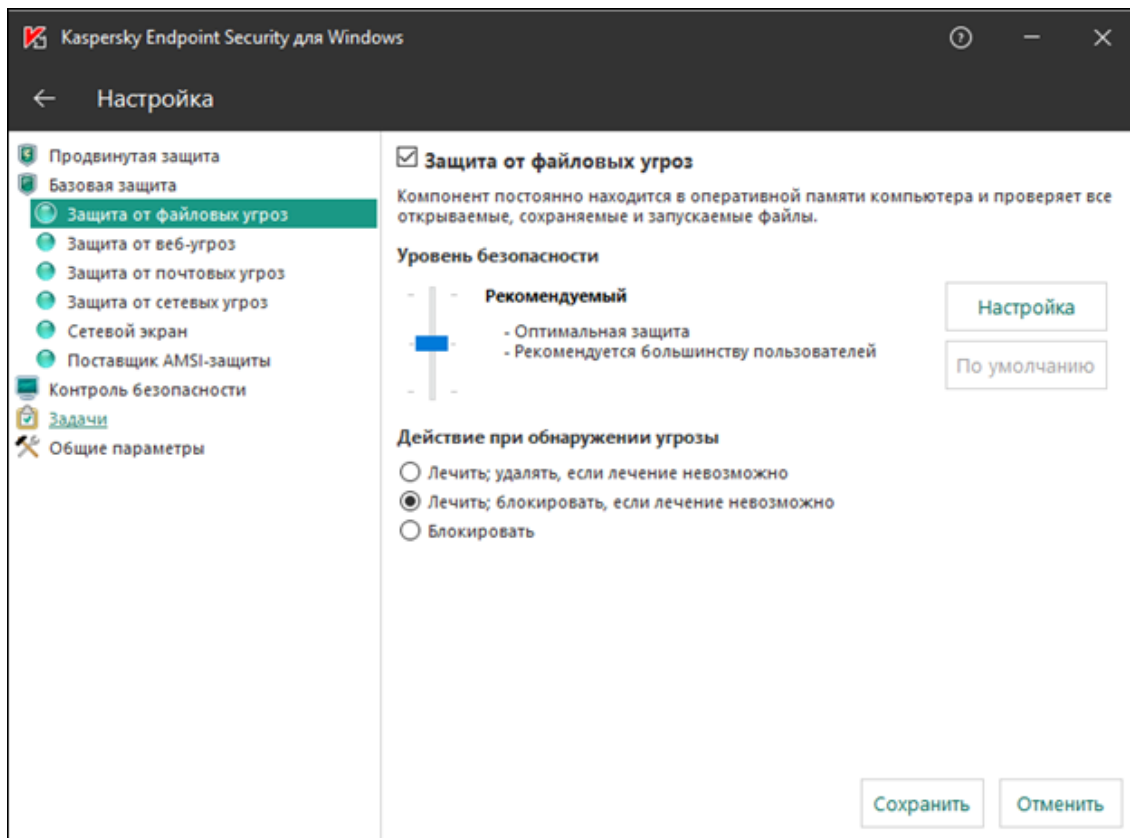 Kaspersky Endpoint Security для Windows
Настройка
Продвинутая защита
Базовая защита
Защита от файловых угроз
Защита от веб-угроз
Защита от почтовых угроз
Защита от сетевых угроз
Сетевой экран
Поставщик AMSI-защиты
Контроль безопасности
Задачи
Общие параметры
Защита от файловых угроз
Компонент постоянно находится в оперативной памяти компьютера и проверяет все
открываемые, сохраняемые и запускаемые файлы.
Уровень безопасности
Рекомендуемый
- Оптимальная защита
- Рекомендуется большинству пользователей
Настройка
По умолчанию
Действие при обнаружении угрозы
Лечить; удалять, если лечение невозможно
Лечить; блокировать, если лечение невозможно
Блокировать
Сохранить
Отменить